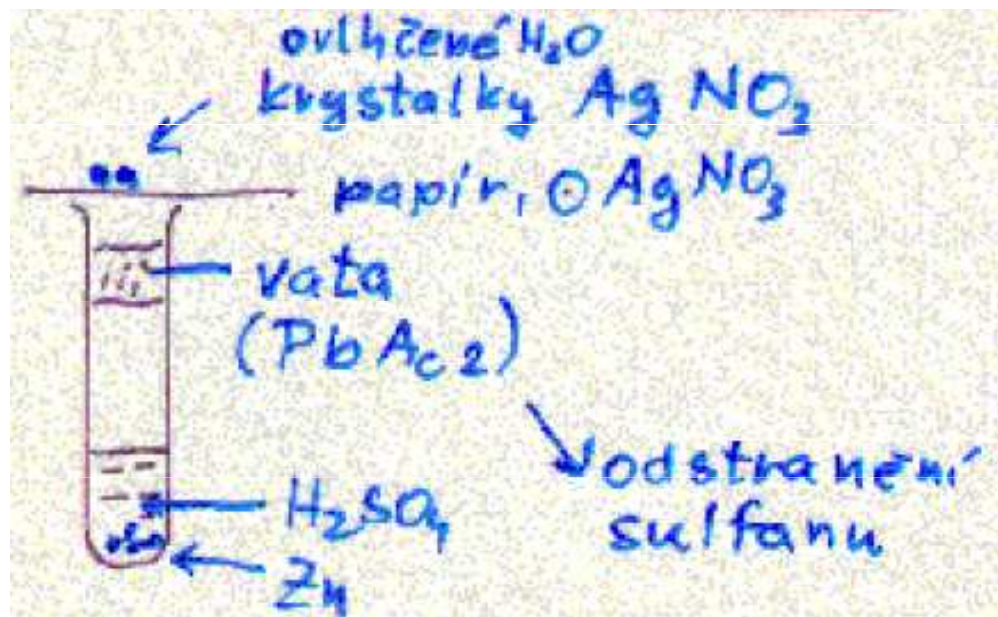 ovlhčené H₂O
krystalky AgNO₃
papír, ⊙ AgNO₃
vata
(PbAc2)
odstranění
sulfanu
H₂SO₄
Zn